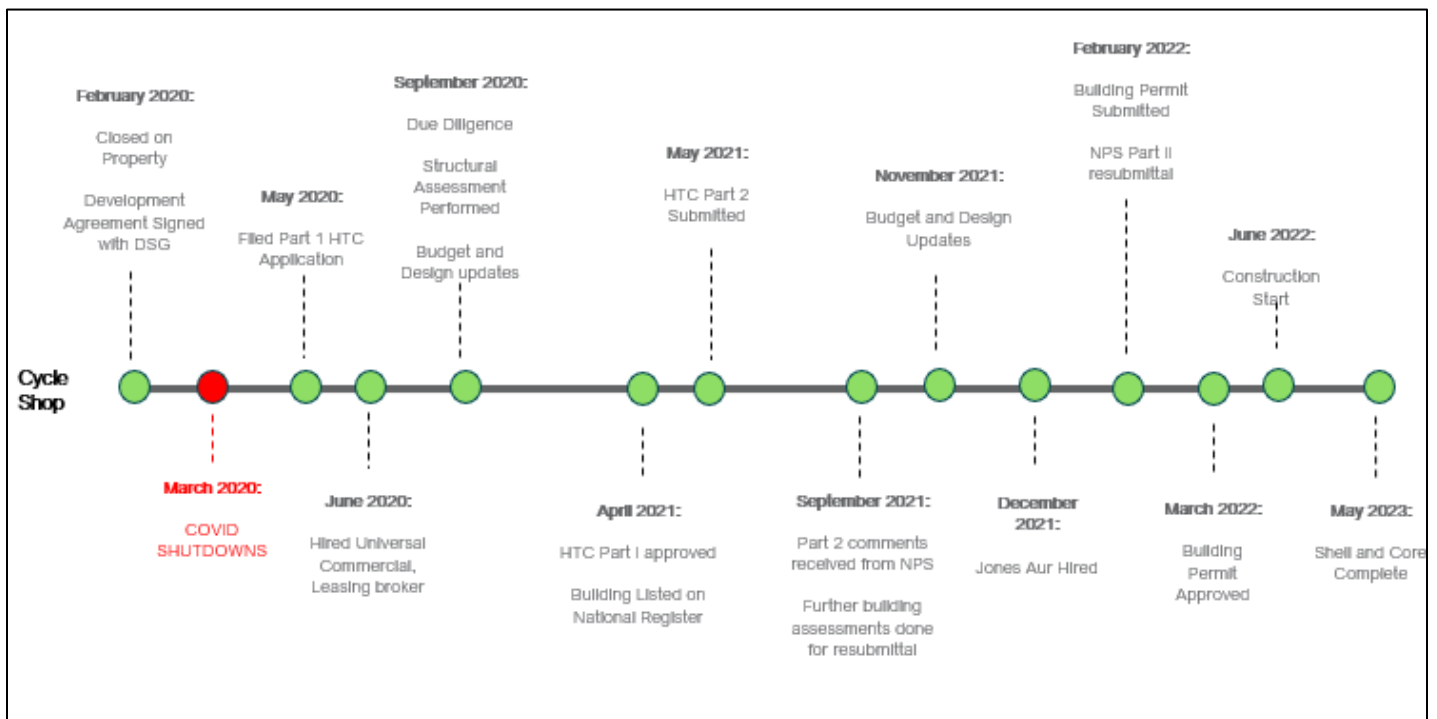 February 2020:
Closed on
Property
Development
Agreement Signed
with DSG
May 2020:
Filed Part 1 HTC
Application
September 2020:
Due Diligence
Structural
Assessment
Performed
Budget and
Design updates
May 2021:
HTC Part 2
Submitted
November 2021:
Budget and Design
Updates
February 2022:
Building Permit
Submitted
NPS Part II
resubmittal
June 2022:
Construction
Start
Cycle
Shop
March 2020:
COVID
SHUTDOWNS
June 2020:
Hired Universal
Commercial,
Leasing broker
April 2021:
HTC Part I approved
Building Listed on
National Register
September 2021:
Part 2 comments
received from NPS
Further building
assessments done
for resubmittal
December
2021:
Jones Aur Hired
March 2022:
Building
Permit
Approved
May 2023:
Shell and Core
Complete